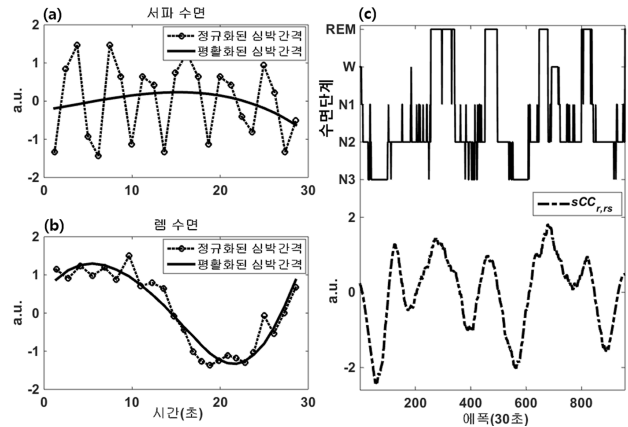 (a) 서파 수면
정규화된 심박간격
평활화된 심박간격
a.u.
2
1
0
-1
-2
0 10 20 30
(b) 렘 수면
정규화된 심박간격
평활화된 심박간격
a.u.
2
1
0
-1
-2
0 10 20 30
시간(초)
(c)
수면단계
REM
W
N1
N2
N3
sCCr,rs
a.u.
2
0
-2
200 400 600 800
에폭(30초)